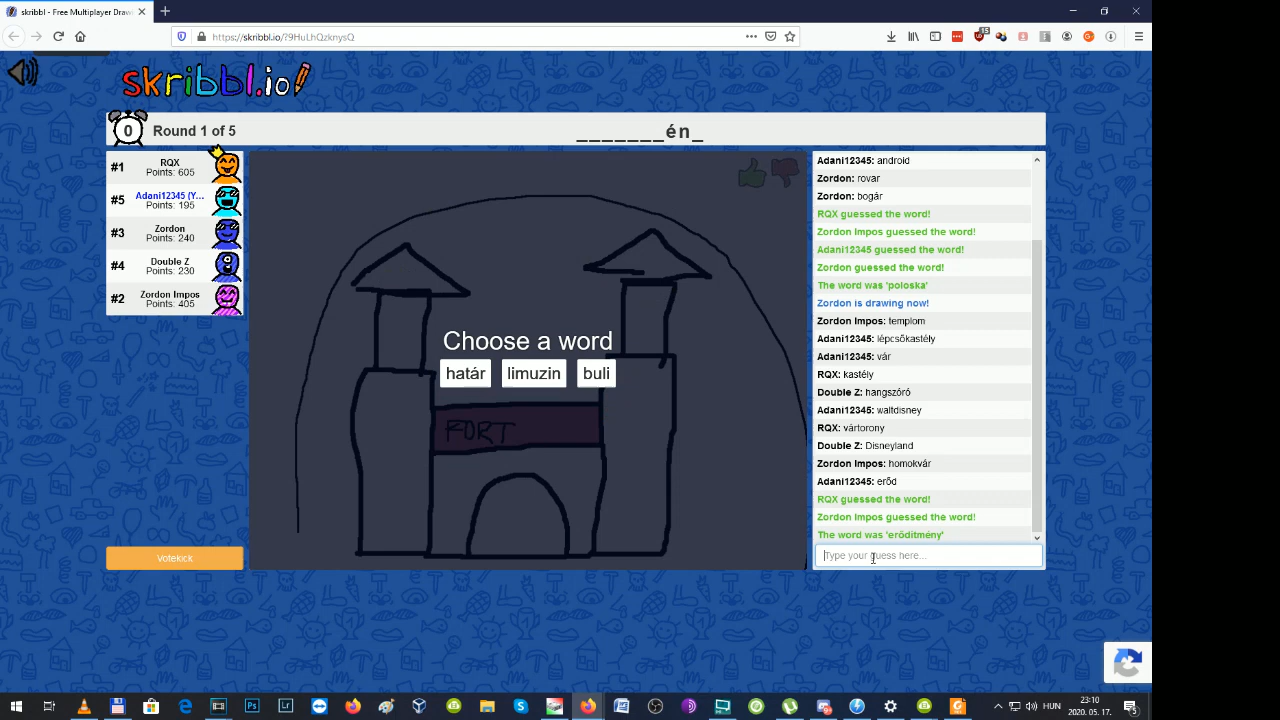 skribbl - Free Multiplayer Draw
https://skribbl.io/?9HuLhQzknysQ
15
skribbl.io
0
Round 1 of 5
_______én_
#1
RQX
Points: 605
#5
Adani12345 (Y...
Points: 195
#3
Zordon
Points: 240
#4
Double Z
Points: 230
#2
Zordon Impos
Points: 405
Votekick
Choose a word
határ
limuzin
buli
FORT
Adani12345: android
Zordon: rovar
Zordon: bogár
RQX guessed the word!
Zordon Impos guessed the word!
Adani12345 guessed the word!
Zordon guessed the word!
The word was 'poloska'
Zordon is drawing now!
Zordon Impos: templom
Adani12345: lépcsőkastély
Adani12345: vár
RQX: kastély
Double Z: hangszóró
Adani12345: waltdisney
RQX: vártorony
Double Z: Disneyland
Zordon Impos: homokvár
Adani12345: erőd
RQX guessed the word!
Zordon Impos guessed the word!
The word was 'erődítmény'
Type your guess here...
HUN
23:10
2020. 05. 17.